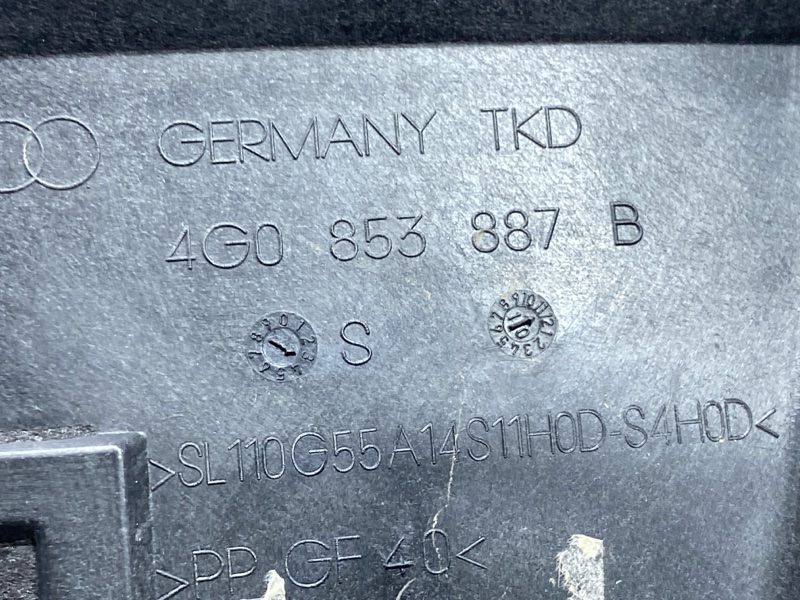 GERMANY TKD
4G0 853 887 B
S
>SL110G55A14S11H0D-S4H0D<
>PP GF 40<